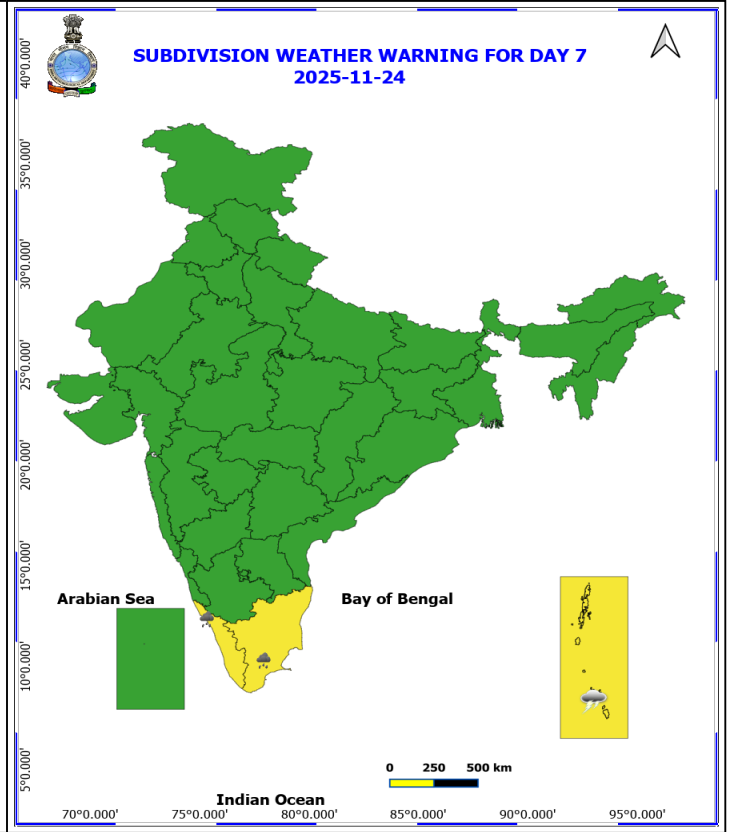 SUBDIVISION WEATHER WARNING FOR DAY 7
2025-11-24
40°0.000'
35°0.000'
30°0.000'
25°0.000'
20°0.000'
15°0.000'
10°0.000'
5°0.000'
Arabian Sea
Bay of Bengal
0 250 500 km
Indian Ocean
70°0.000' 75°0.000' 80°0.000' 85°0.000' 90°0.000' 95°0.000'